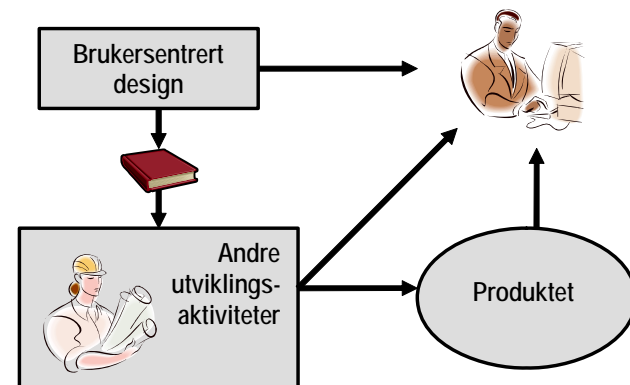 Brukersentrert
design
Andre
utviklings-
aktiviteter
Produktet